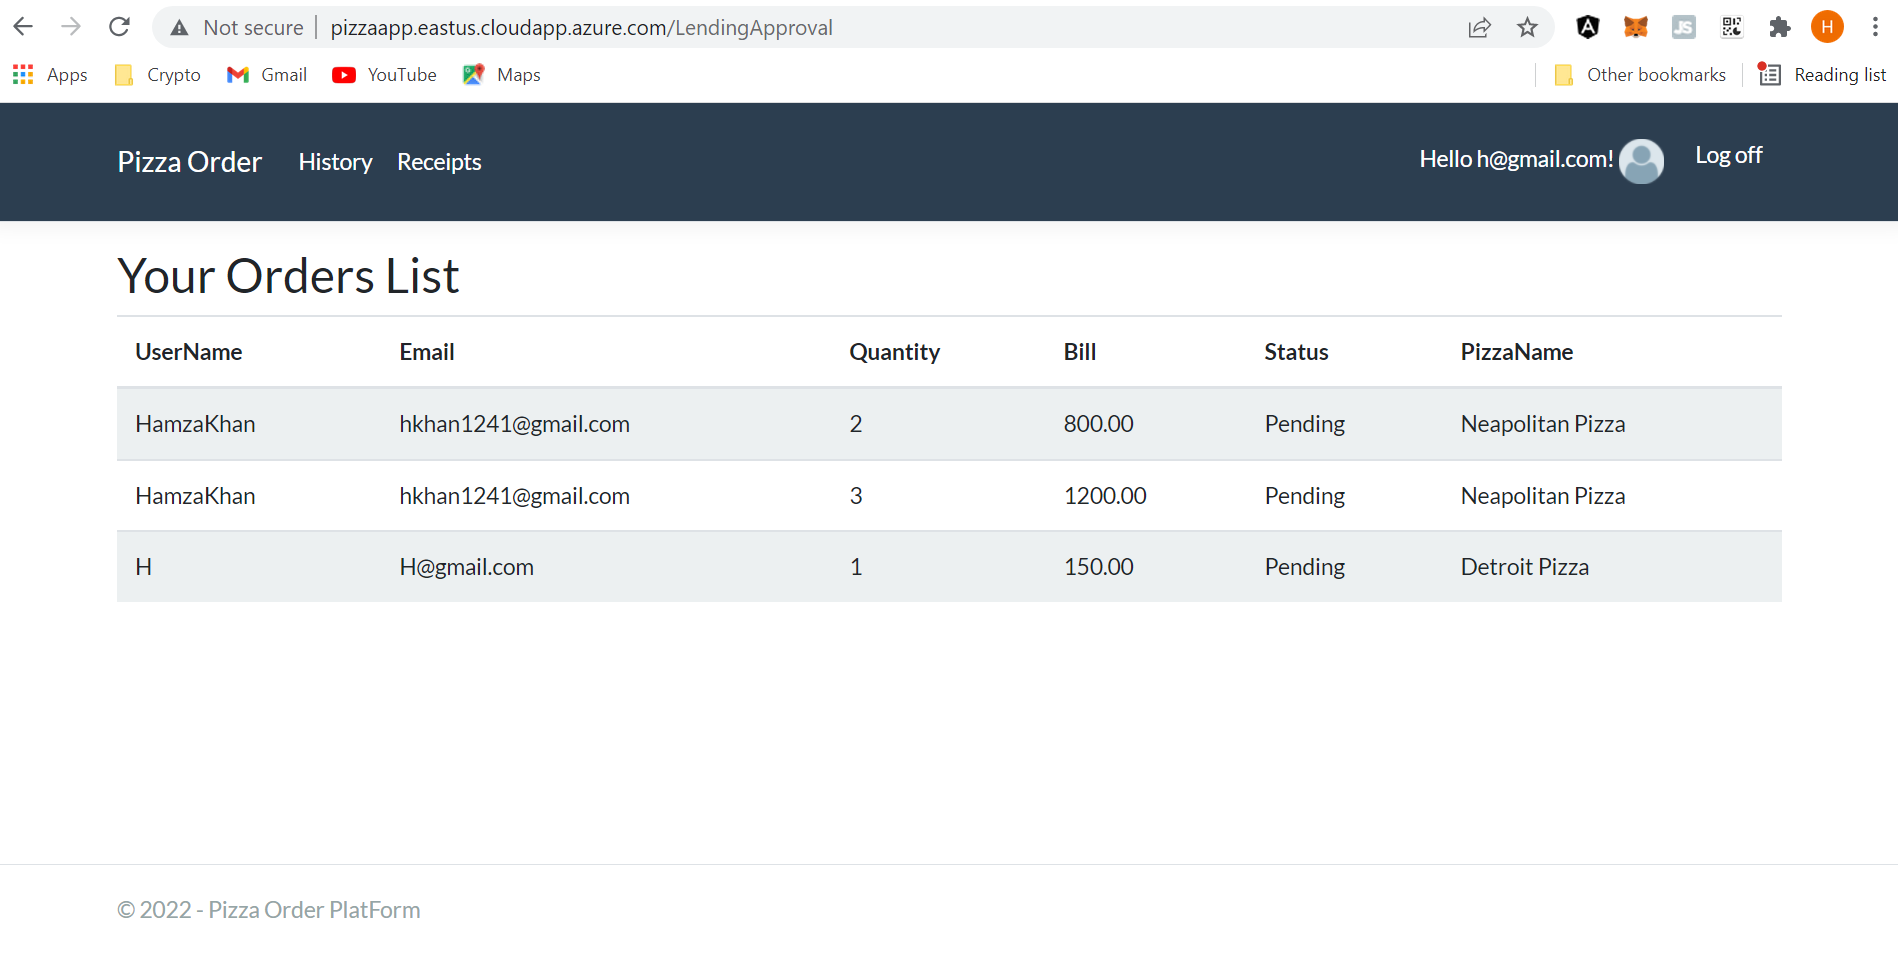 Not secure | pizzaapp.eastus.cloudapp.azure.com/LendingApproval JS H
Apps Crypto Gmail YouTube Maps Other bookmarks Reading list
Pizza Order History Receipts Hello h@gmail.com! Log off
Your Orders List
UserName Email Quantity Bill Status PizzaName
HamzaKhan hkhan1241@gmail.com 2 800.00 Pending Neapolitan Pizza
HamzaKhan hkhan1241@gmail.com 3 1200.00 Pending Neapolitan Pizza
H H@gmail.com 1 150.00 Pending Detroit Pizza
© 2022 - Pizza Order PlatForm